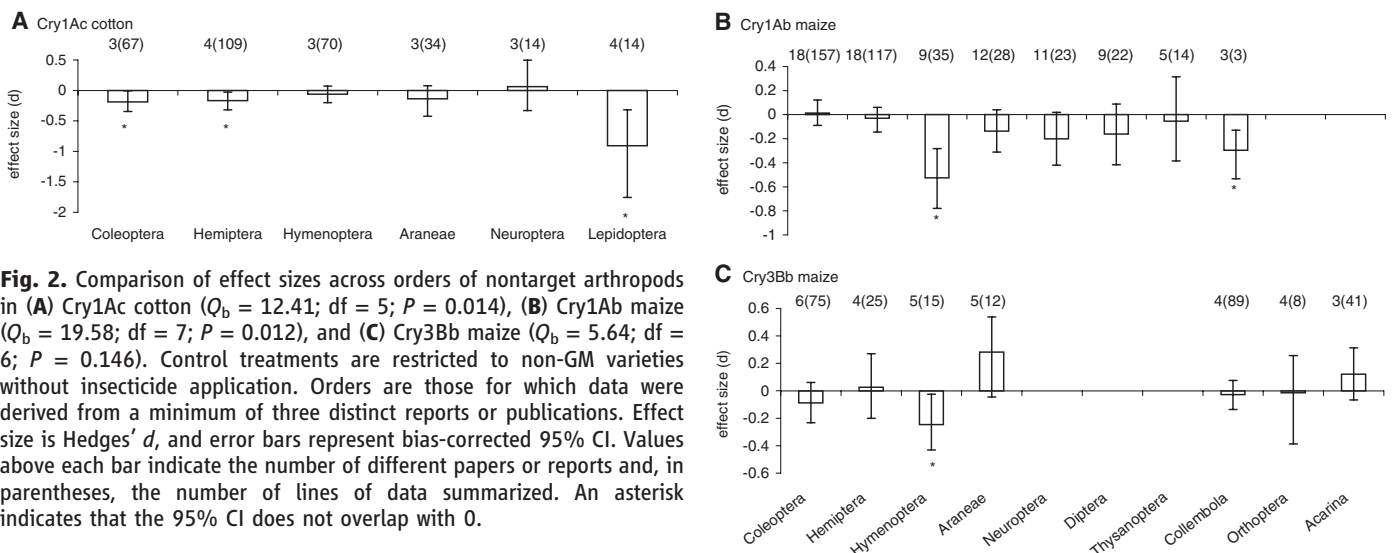 A Cry1Ac cotton
3(67) 4(109) 3(70) 3(34) 3(14) 4(14)
0.5
0
-0.5
-1
-1.5
-2
effect size (d)
* * *
Coleoptera Hemiptera Hymenoptera Araneae Neuroptera Lepidoptera
Fig. 2. Comparison of effect sizes across orders of nontarget arthropods
in (A) Cry1Ac cotton (Qb = 12.41; df = 5; P = 0.014), (B) Cry1Ab maize
(Qb = 19.58; df = 7; P = 0.012), and (C) Cry3Bb maize (Qb = 5.64; df =
6; P = 0.146). Control treatments are restricted to non-GM varieties
without insecticide application. Orders are those for which data were
derived from a minimum of three distinct reports or publications. Effect
size is Hedges’ d, and error bars represent bias-corrected 95% CI. Values
above each bar indicate the number of different papers or reports and, in
parentheses, the number of lines of data summarized. An asterisk
indicates that the 95% CI does not overlap with 0.
B Cry1Ab maize
18(157) 18(117) 9(35) 12(28) 11(23) 9(22) 5(14) 3(3)
0.4
0.2
0
-0.2
-0.4
-0.6
-0.8
-1
effect size (d)
* *
C Cry3Bb maize
6(75) 4(25) 5(15) 5(12) 4(89) 4(8) 3(41)
0.6
0.4
0.2
0
-0.2
-0.4
-0.6
effect size (d)
*
Coleoptera Hemiptera Hymenoptera Araneae Neuroptera Diptera Thysanoptera Collembola Orthoptera Acarina